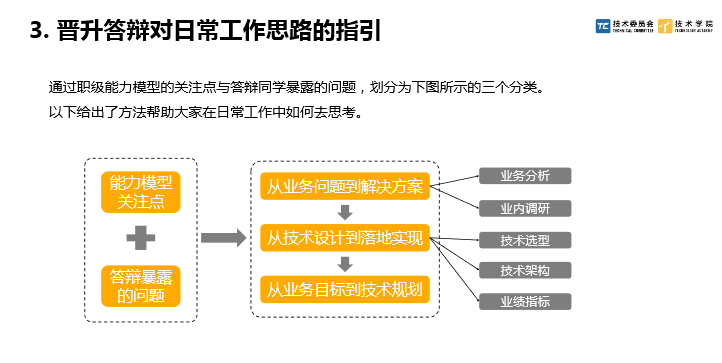 3. 晋升答辩对日常工作思路的指引
TC 技术委员会
TECHNICAL COMMITTEE
技术学院
TECHNOLOGY ACADEMY
通过职级能力模型的关注点与答辩同学暴露的问题，划分为下图所示的三个分类。
以下给出了方法帮助大家在日常工作中如何去思考。
能力模型
关注点
答辩暴露
的问题
从业务问题到解决方案
从技术设计到落地实现
从业务目标到技术规划
业务分析
业内调研
技术选型
技术架构
业绩指标